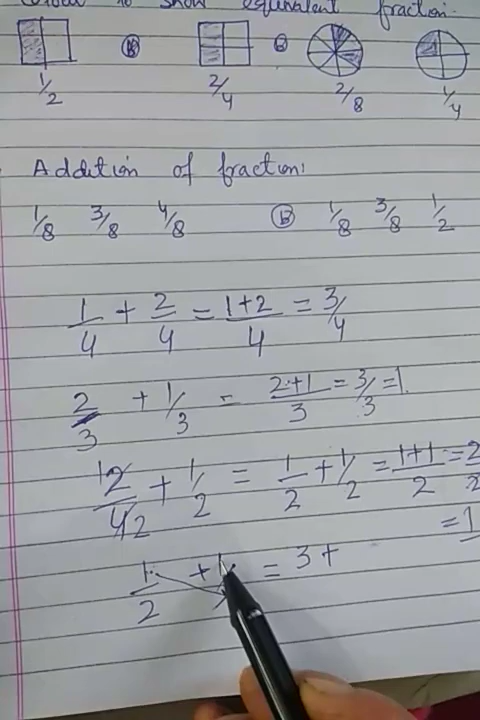 to show equivalent fraction.
1/2 2/4 2/8 1/4
Addition of fraction:
1/8 3/8 4/8 B 1/8 3/8 1/2
1/4 + 2/4 = 1+2/4 = 3/4
2/3 + 1/3 = 2+1/3 = 3/3 = 1.
12/42 + 1/2 = 1/2 + 1/2 = 1+1/2 = 2/2
= 1
1/2 + = 3+